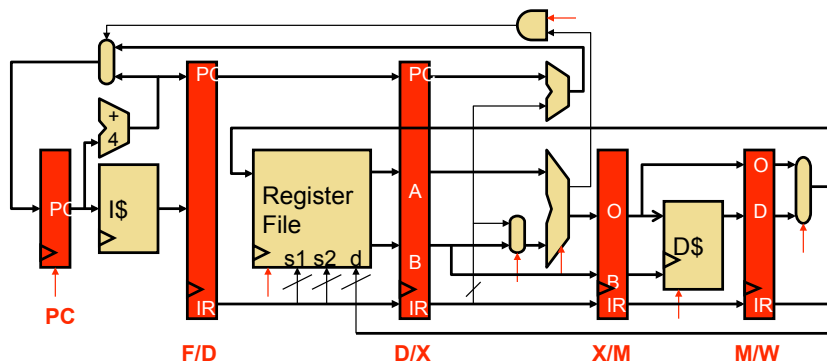 PC
PC
+
4
PC
I$
Register
File
A
O
O
D
D$
B
s1 s2 d
B
IR
IR
IR
IR
PC
F/D
D/X
X/M
M/W